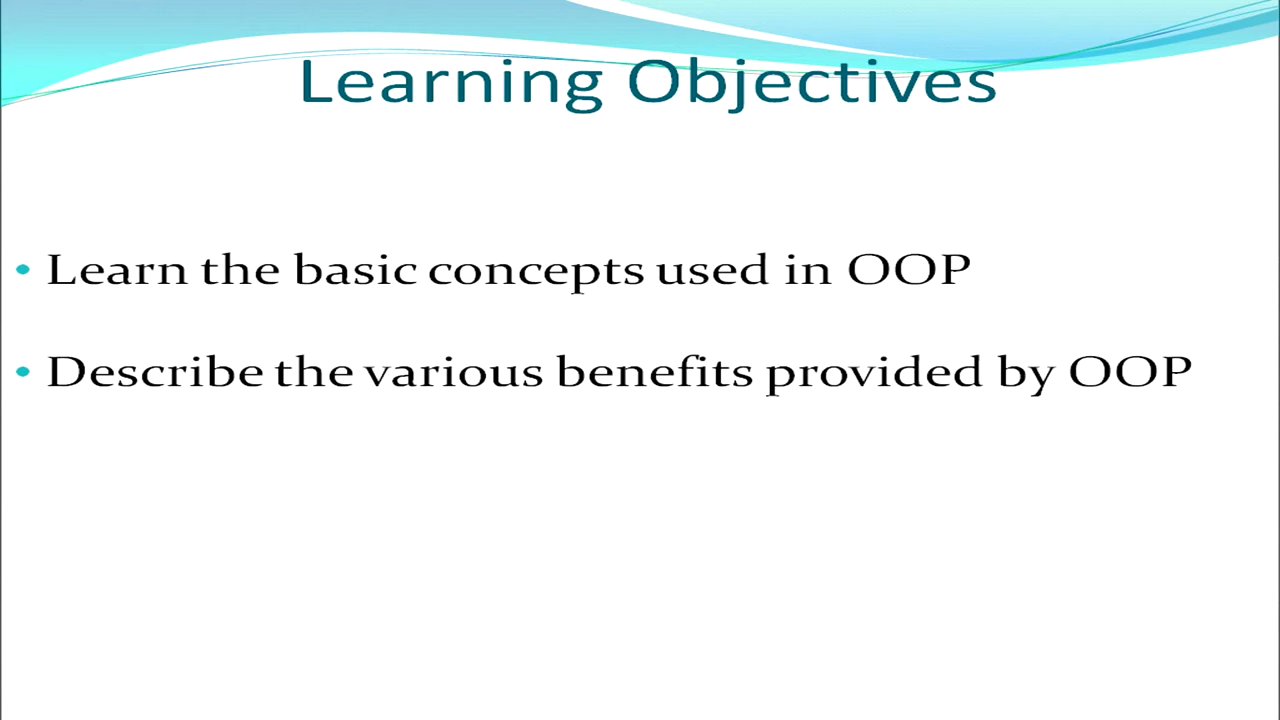 Learning Objectives
• Learn the basic concepts used in OOP
• Describe the various benefits provided by OOP